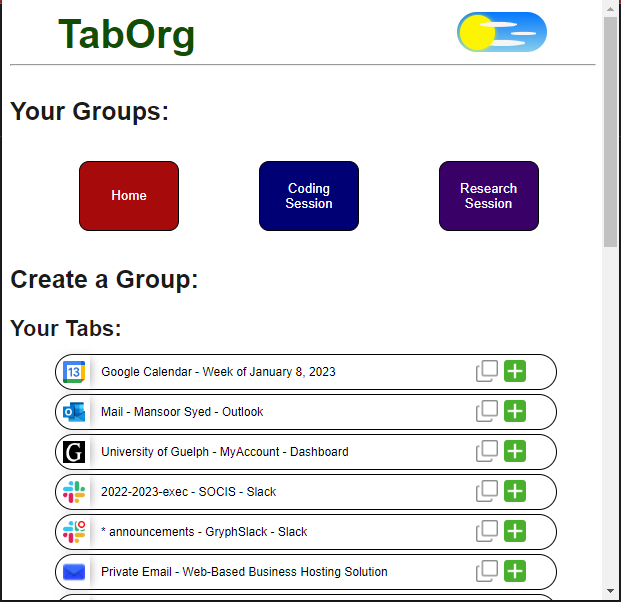 TabOrg
Your Groups:
Home
Coding
Session
Research
Session
Create a Group:
Your Tabs:
13
Google Calendar - Week of January 8, 2023
Mail - Mansoor Syed - Outlook
G
University of Guelph - MyAccount - Dashboard
2022-2023-exec - SOCIS - Slack
* announcements - GryphSlack - Slack
Private Email - Web-Based Business Hosting Solution